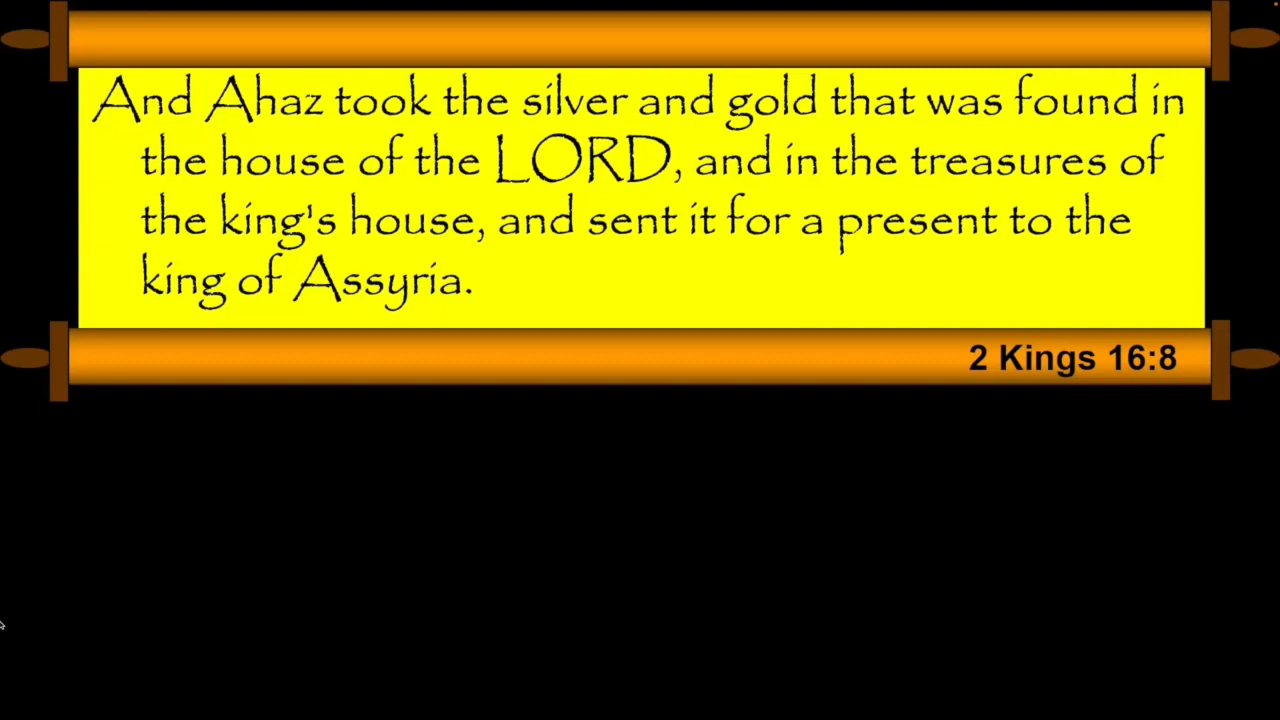 And Ahaz took the silver and gold that was found in
the house of the LORD, and in the treasures of
the king's house, and sent it for a present to the
king of Assyria.
2 Kings 16:8